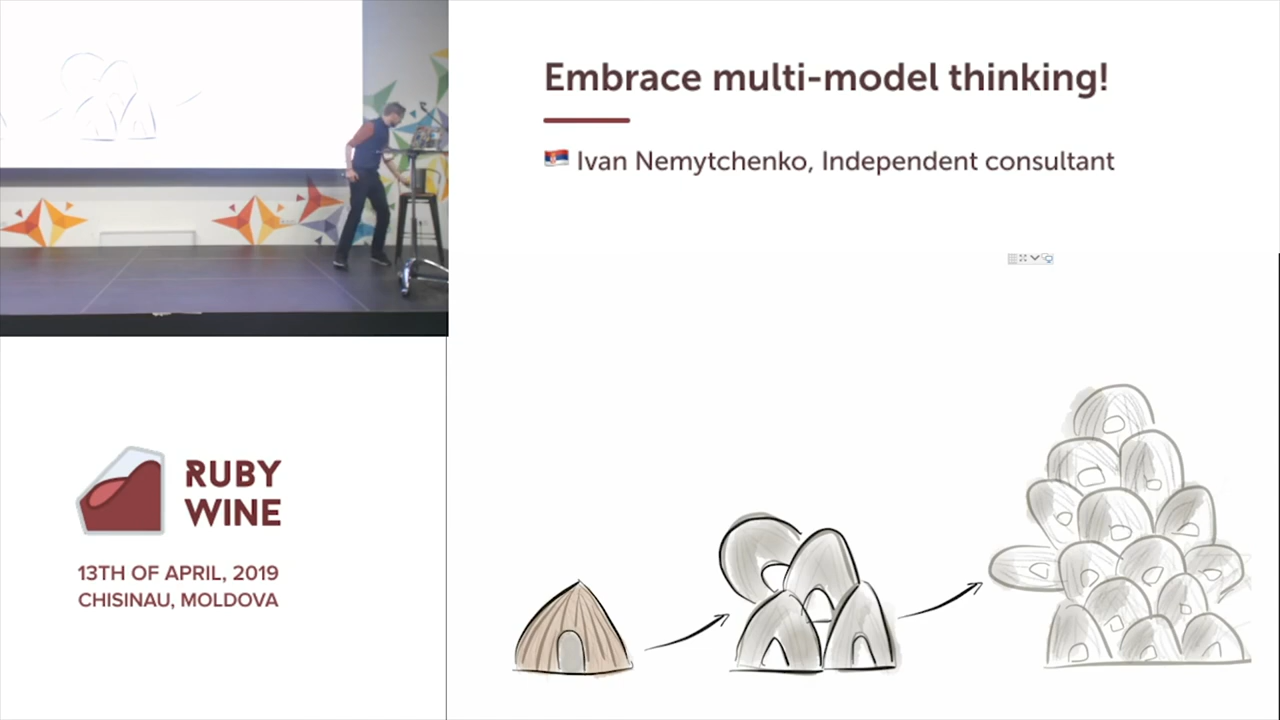 Embrace multi-model thinking!
Ivan Nemytchenko, Independent consultant
RUBY
WINE
13TH OF APRIL, 2019
CHISINAU, MOLDOVA